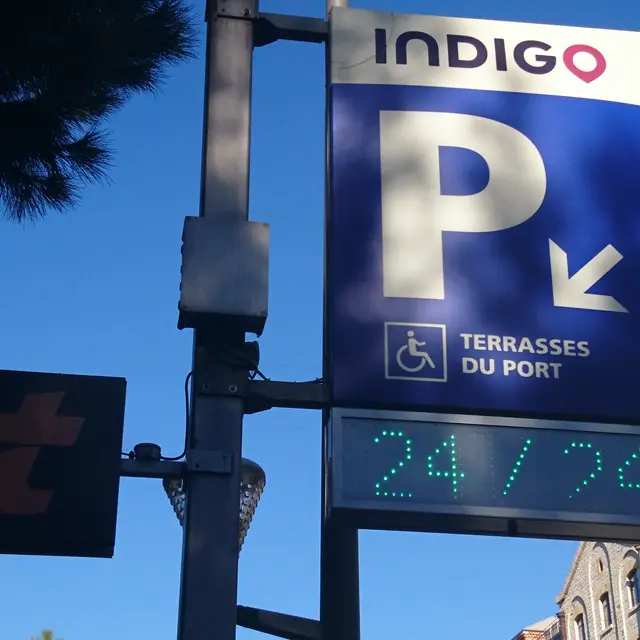 INDIGO
P
TERRASSES
DU PORT
24/24